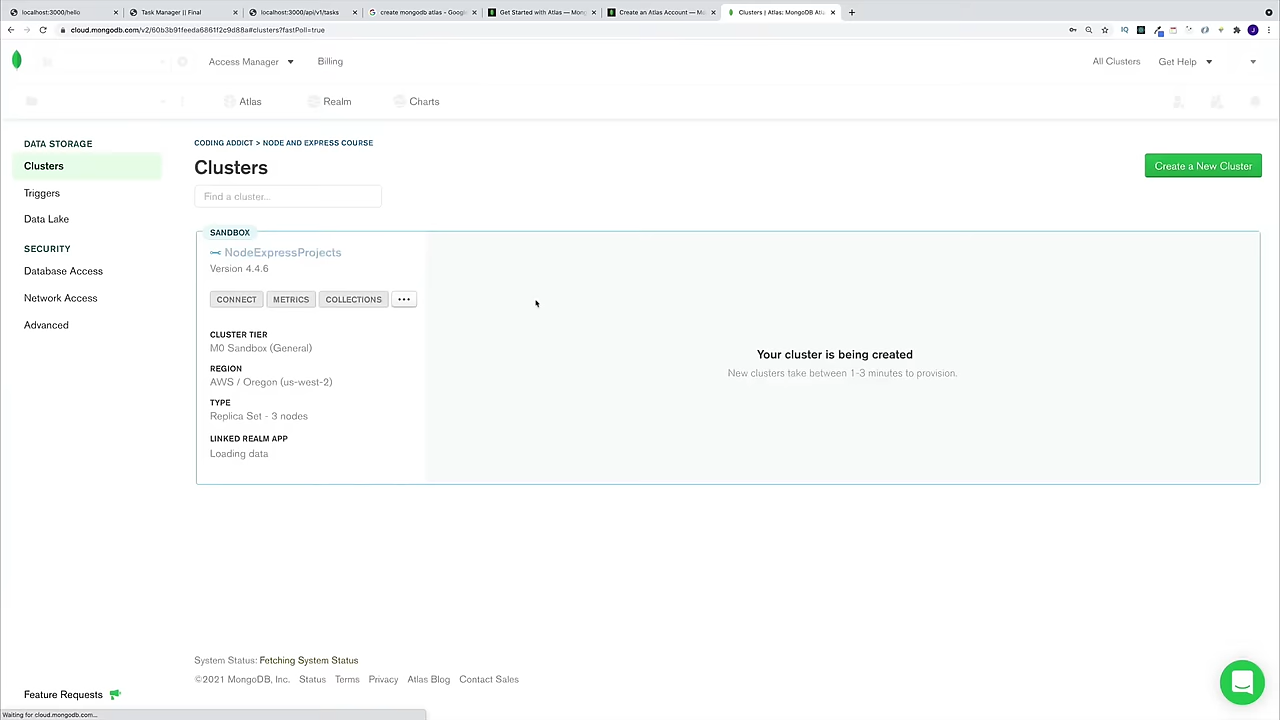 localhost:3000/hello
Task Manager || Final
localhost:3000/api/v1/tasks
create mongodb atlas - Googl
Get Started with Atlas — Mong
Create an Atlas Account — Mo
Clusters | Atlas: MongoDB Atla
cloud.mongodb.com/v2/60b3b91feeda6861f2c9d88a#clusters?fastPoll=true
Access Manager
Billing
All Clusters
Get Help
Atlas
Realm
Charts
DATA STORAGE
Clusters
Triggers
Data Lake
SECURITY
Database Access
Network Access
Advanced
Feature Requests
CODING ADDICT > NODE AND EXPRESS COURSE
Clusters
Create a New Cluster
Find a cluster...
SANDBOX
NodeExpressProjects
Version 4.4.6
CONNECT METRICS COLLECTIONS
CLUSTER TIER
M0 Sandbox (General)
REGION
AWS / Oregon (us-west-2)
TYPE
Replica Set - 3 nodes
LINKED REALM APP
Loading data
Your cluster is being created
New clusters take between 1-3 minutes to provision.
System Status: Fetching System Status
©2021 MongoDB, Inc. Status Terms Privacy Atlas Blog Contact Sales
Waiting for cloud.mongodb.com...